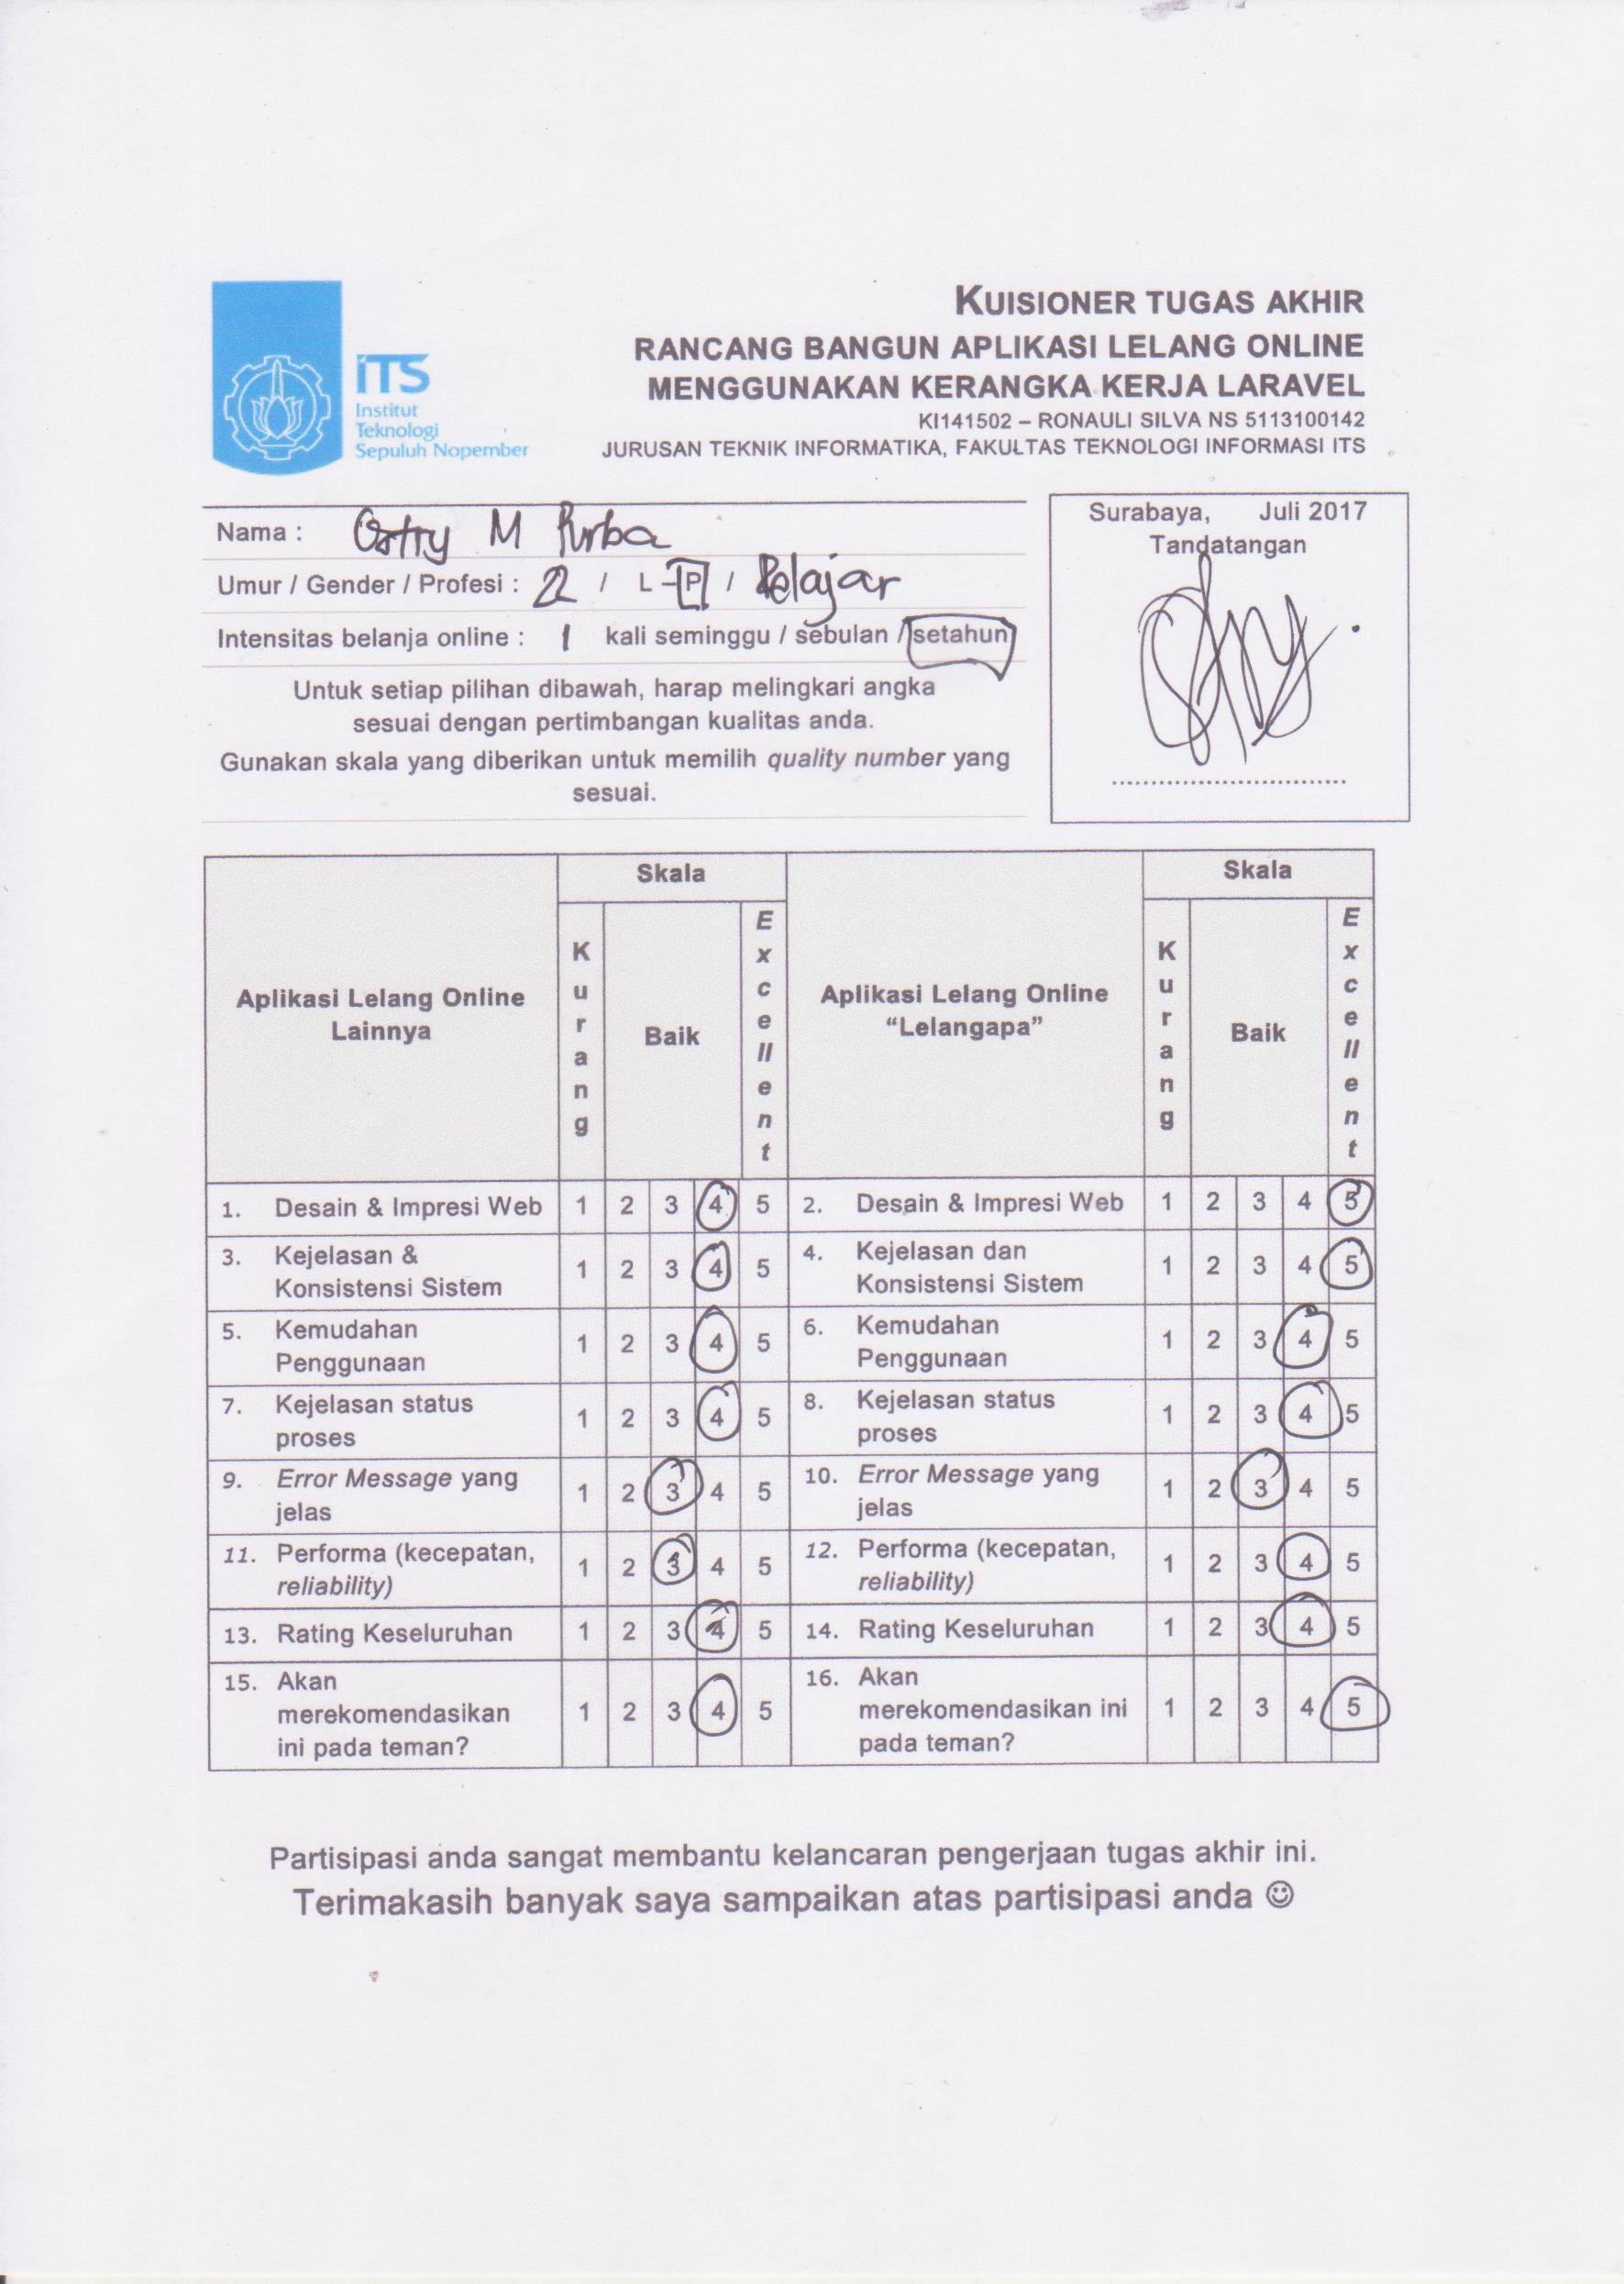 iTS
Institut
Teknologi
Sepuluh Nopember
KUISIONER TUGAS AKHIR
RANCANG BANGUN APLIKASI LELANG ONLINE
MENGGUNAKAN KERANGKA KERJA LARAVEL
KI141502 – RONAULI SILVA NS 5113100142
JURUSAN TEKNIK INFORMATIKA, FAKULTAS TEKNOLOGI INFORMASI ITS
Nama : M Purba
Umur / Gender / Profesi : 22 / L - P / Pelajar
Intensitas belanja online : 1 kali seminggu / sebulan / setahun
Untuk setiap pilihan dibawah, harap melingkari angka
sesuai dengan pertimbangan kualitas anda.
Gunakan skala yang diberikan untuk memilih quality number yang
sesuai.
Surabaya, Juli 2017
Tandatangan
Aplikasi Lelang Online
Lainnya
Skala
Kurang
Baik
Excellent
Aplikasi Lelang Online
“Lelangapa”
Skala
Kurang
Baik
Excellent
1. Desain & Impresi Web 1 2 3 4 5
2. Desain & Impresi Web 1 2 3 4 5
3. Kejelasan &
Konsistensi Sistem 1 2 3 4 5
4. Kejelasan dan
Konsistensi Sistem 1 2 3 4 5
5. Kemudahan
Penggunaan 1 2 3 4 5
6. Kemudahan
Penggunaan 1 2 3 4 5
7. Kejelasan status
proses 1 2 3 4 5
8. Kejelasan status
proses 1 2 3 4 5
9. Error Message yang
jelas 1 2 3 4 5
10. Error Message yang
jelas 1 2 3 4 5
11. Performa (kecepatan,
reliability) 1 2 3 4 5
12. Performa (kecepatan,
reliability) 1 2 3 4 5
13. Rating Keseluruhan 1 2 3 4 5
14. Rating Keseluruhan 1 2 3 4 5
15. Akan
merekomendasikan 1 2 3 4 5
ini pada teman?
16. Akan
merekomendasikan ini 1 2 3 4 5
pada teman?
Partisipasi anda sangat membantu kelancaran pengerjaan tugas akhir ini.
Terimakasih banyak saya sampaikan atas partisipasi anda ☺